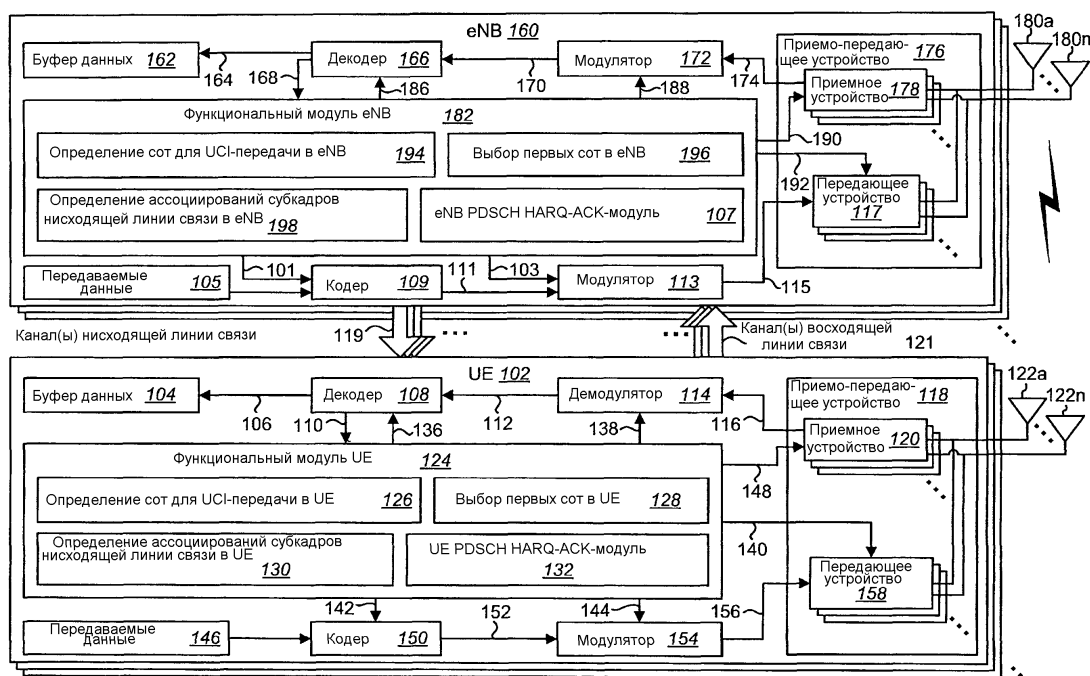 eNB 160
180a
180n
Буфер данных 162
164
168
Декодер 166
186
170
Модулятор 172
188
174
Приемо-передаю-
щее устройство 176
Приемное
устройство 178
Функциональный модуль eNB 182
190
192
Определение сот для UCI-передачи в eNB 194
Выбор первых сот в eNB 196
Определение ассоциирований субкадров
нисходящей линии связи в eNB
198
eNB PDSCH HARQ-ACK-модуль 107
Передающее
устройство
117
101
103
Передаваемые
данные 105
Кодер 109
111
Модулятор 113
115
Канал(ы) нисходящей линии связи
119
Канал(ы) восходящей
линии связи
121
UE 102
122a
122n
Буфер данных 104
106
110
Декодер 108
136
112
Демодулятор 114
138
116
Приемо-передаю-
щее устройство 118
Приемное
устройство 120
Функциональный модуль UE 124
148
Определение сот для UCI-передачи в UE 126
Выбор первых сот в UE 128
140
Определение ассоциирований субкадров
нисходящей линии связи в UE
130
UE PDSCH HARQ-ACK-модуль
132
Передающее
устройство
158
142
144
Передаваемые
данные 146
Кодер 150
152
Модулятор 154
156